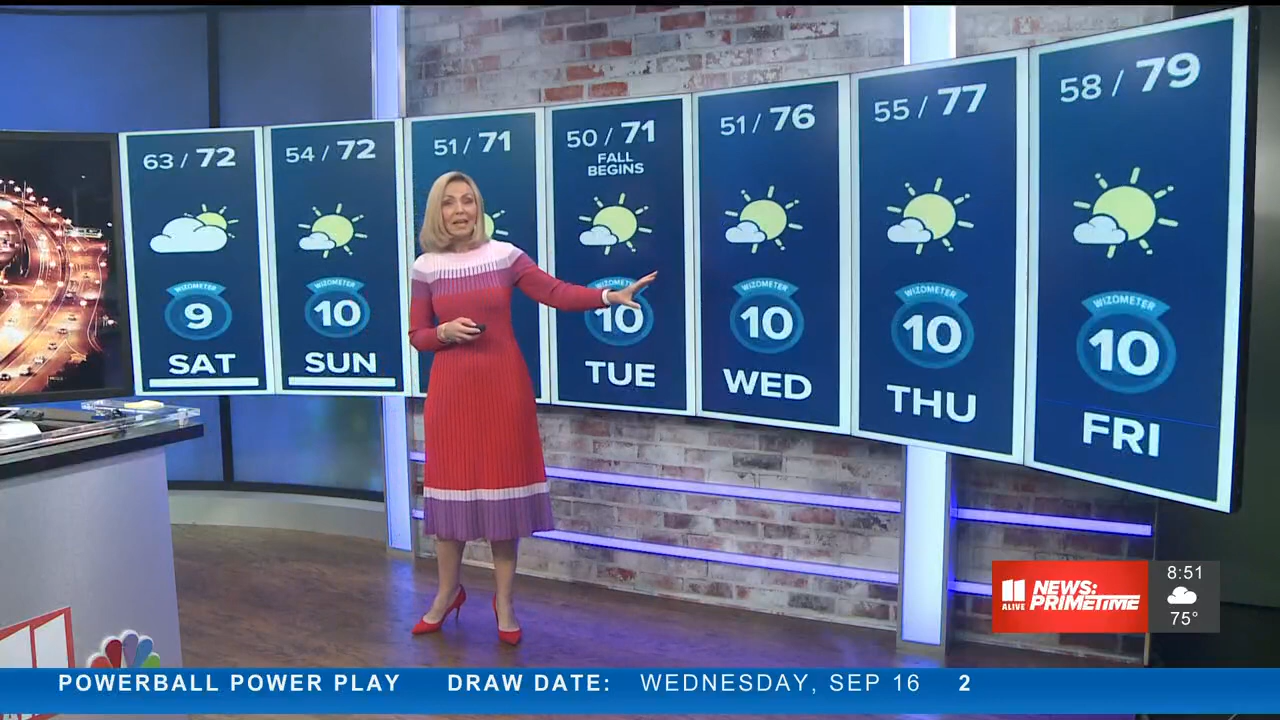 63 / 72
WIZOMETER
9
SAT
54 / 72
WIZOMETER
10
SUN
51 / 71
50 / 71
FALL
BEGINS
WIZOMETER
10
TUE
51 / 76
WIZOMETER
10
WED
55 / 77
WIZOMETER
10
THU
58 / 79
WIZOMETER
10
FRI
11
ALIVE
NEWS:
PRIMETIME
8:51
75°
POWERBALL POWER PLAY DRAW DATE: WEDNESDAY, SEP 16 2